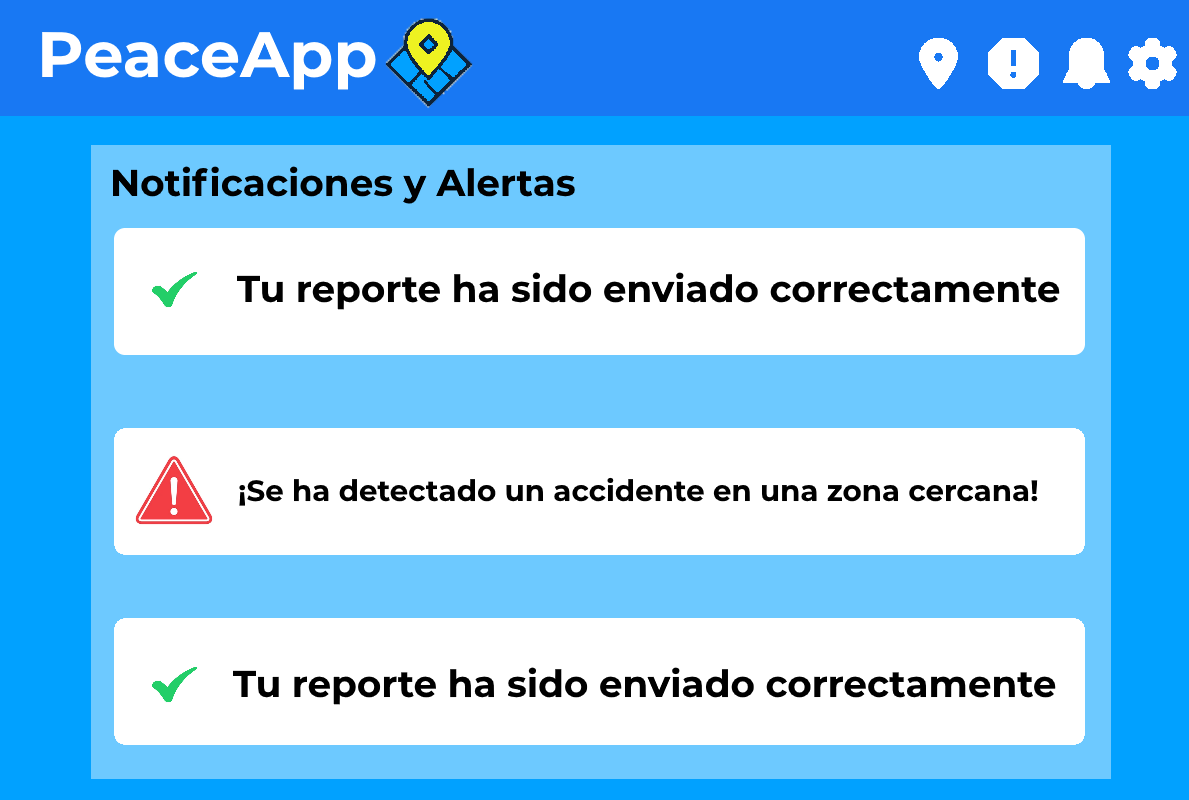 PeaceApp
Notificaciones y Alertas
Tu reporte ha sido enviado correctamente
¡Se ha detectado un accidente en una zona cercana!
Tu reporte ha sido enviado correctamente